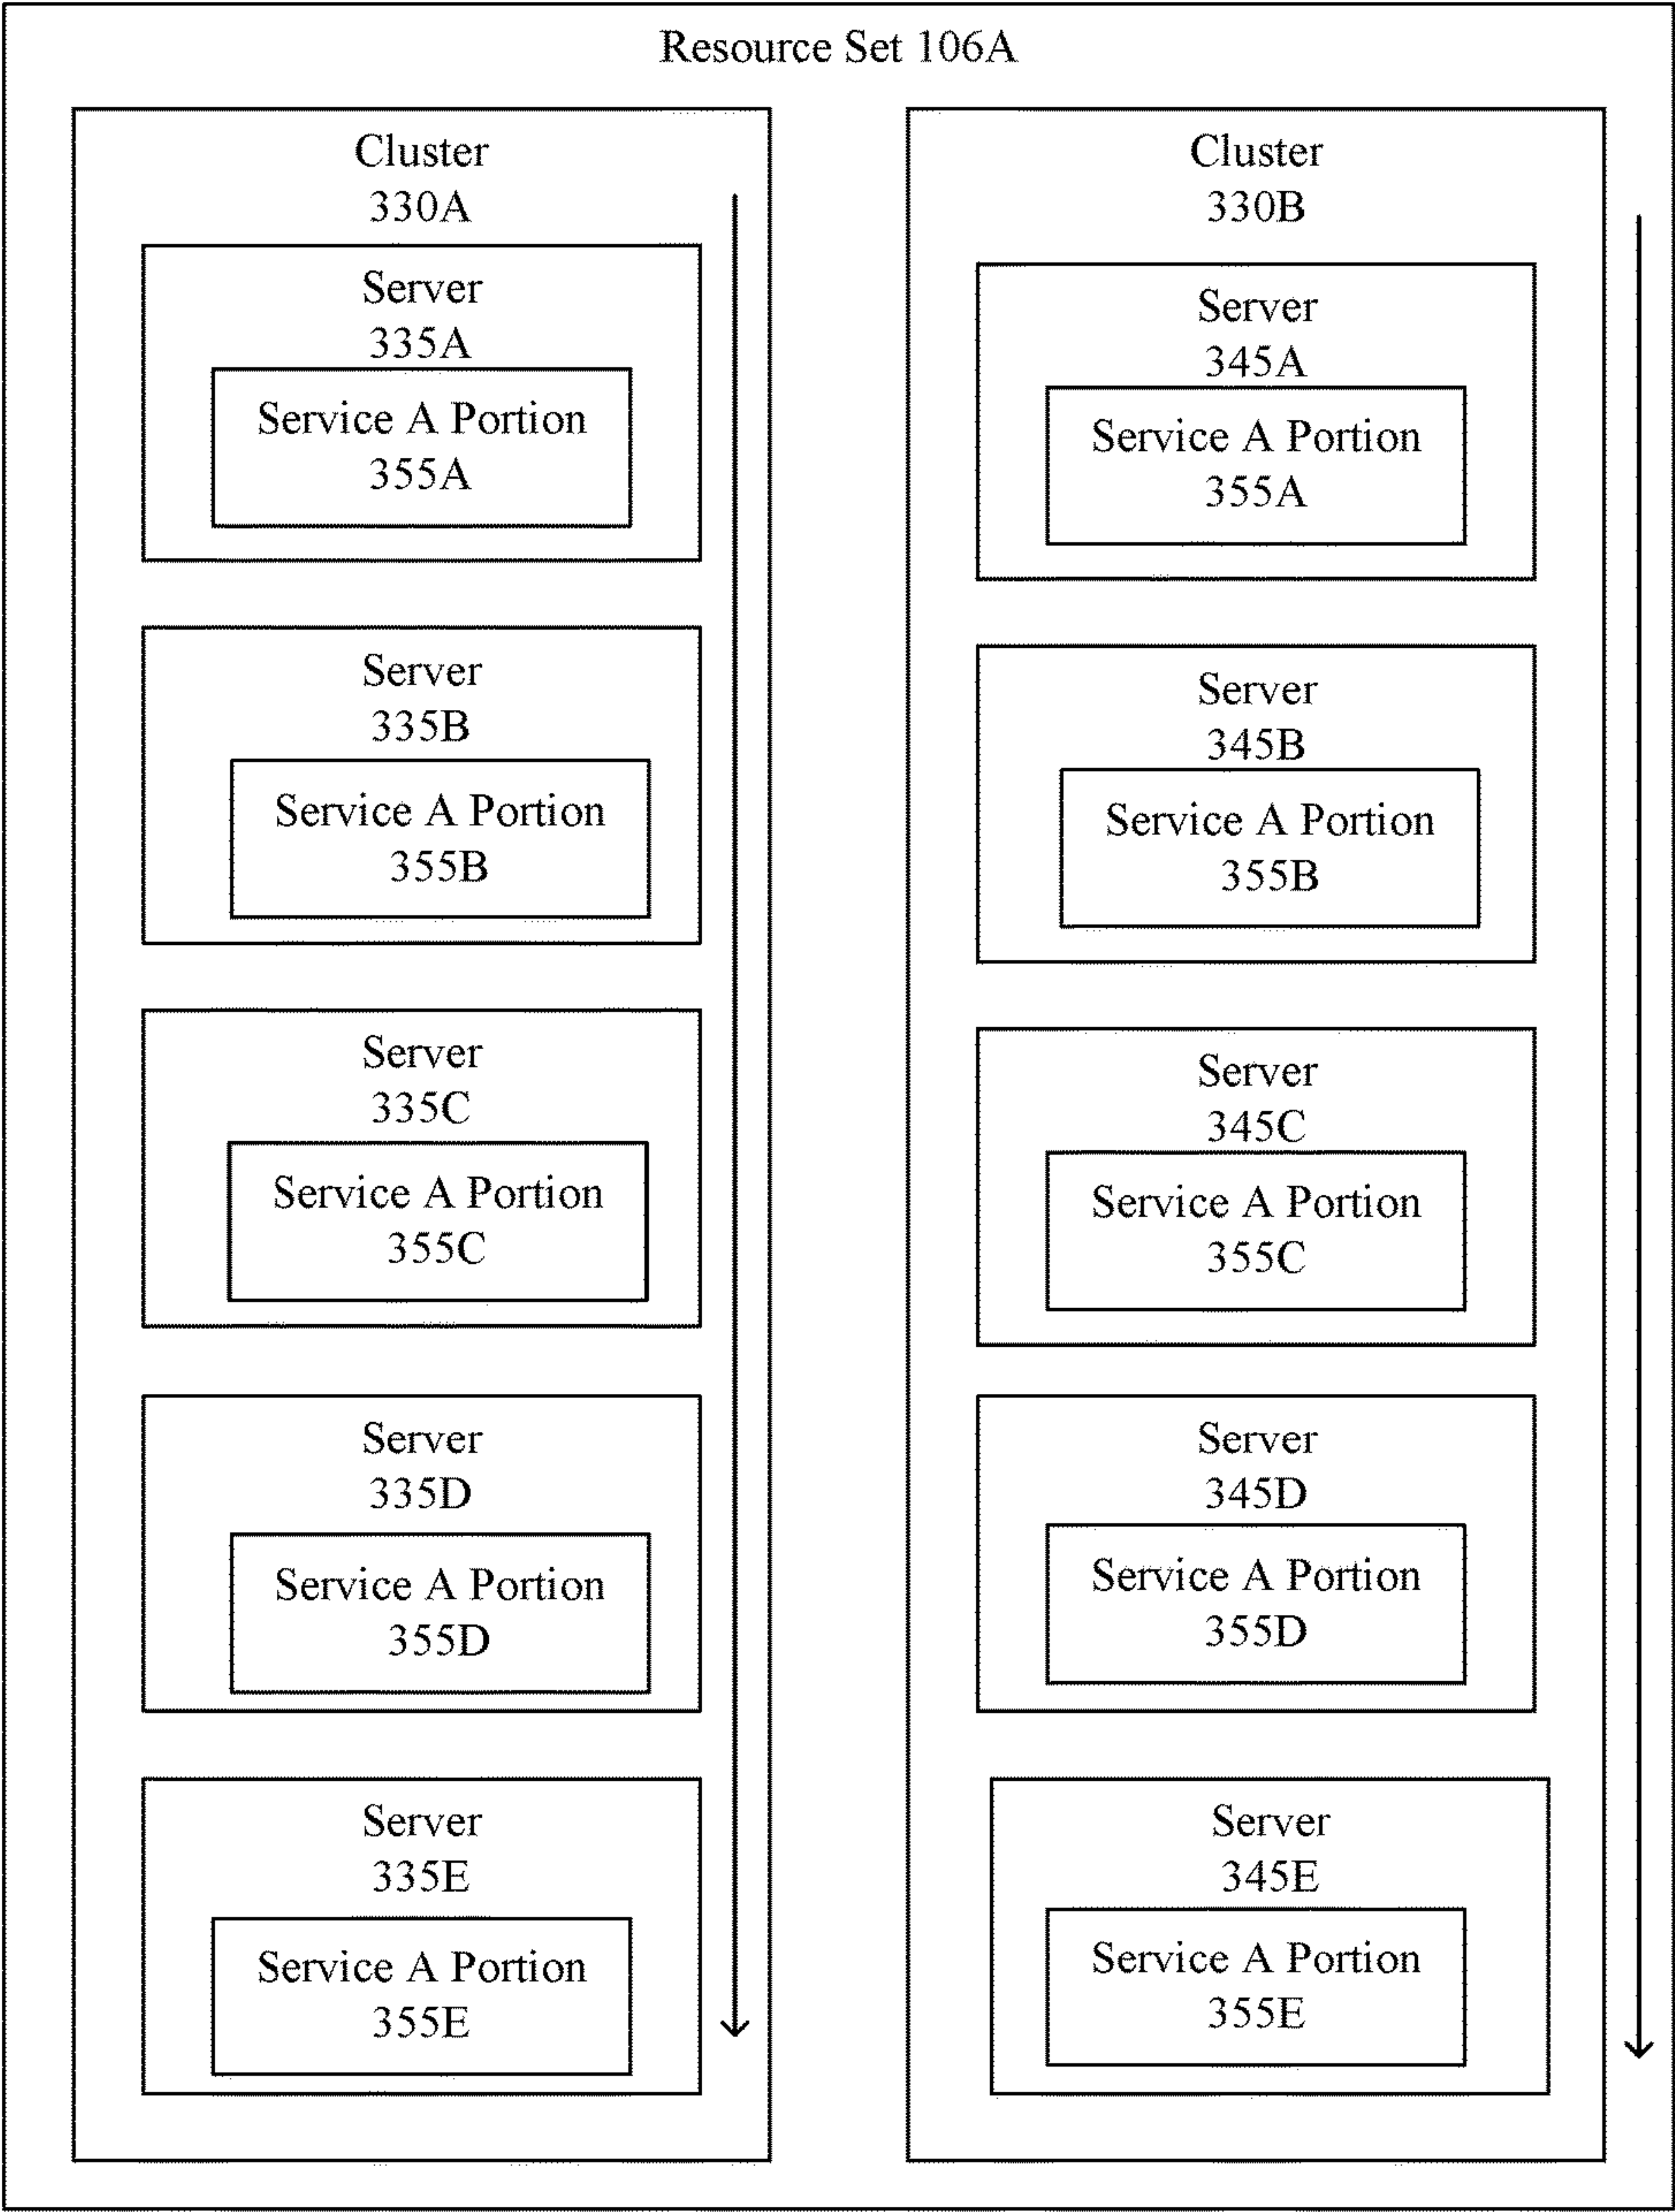 Resource Set 106A
Cluster
330A
Server
335A
Service A Portion
355A
Server
335B
Service A Portion
355B
Server
335C
Service A Portion
355C
Server
335D
Service A Portion
355D
Server
335E
Service A Portion
355E
Cluster
330B
Server
345A
Service A Portion
355A
Server
345B
Service A Portion
355B
Server
345C
Service A Portion
355C
Server
345D
Service A Portion
355D
Server
345E
Service A Portion
355E